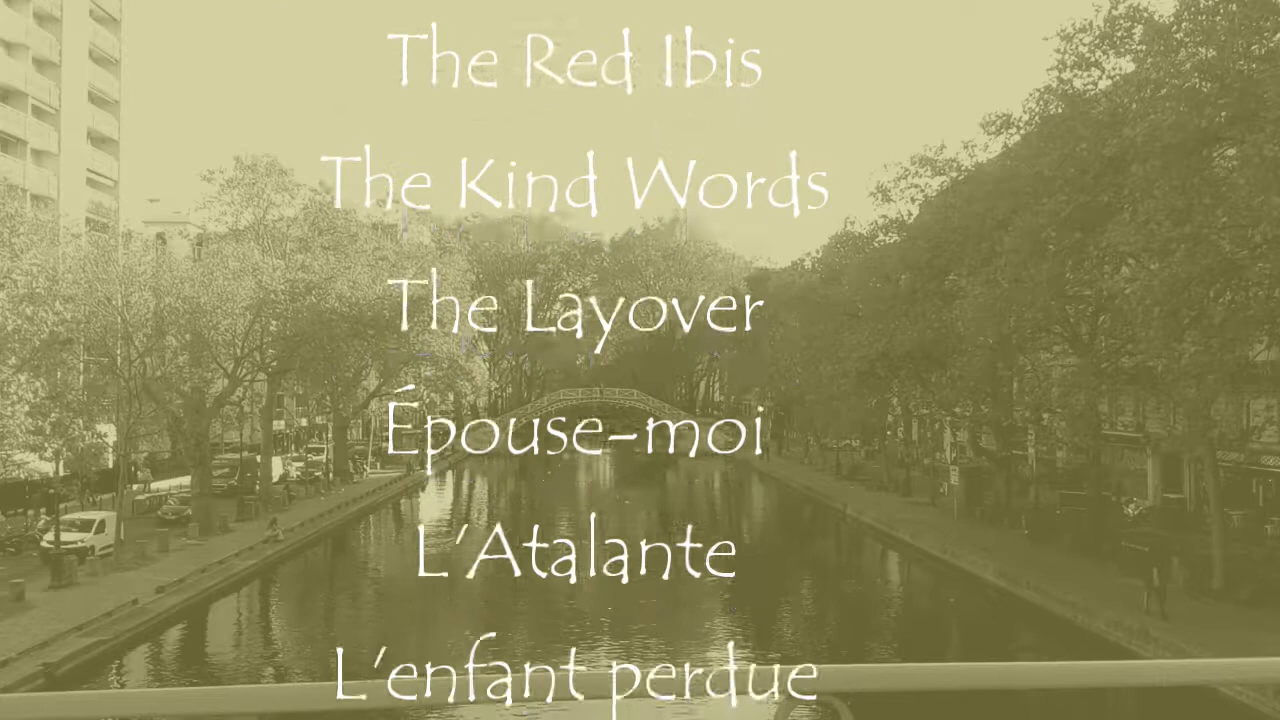 The Red Ibis
The Kind Words
The Layover
Épouse-moi
L'Atalante
L'enfant perdue